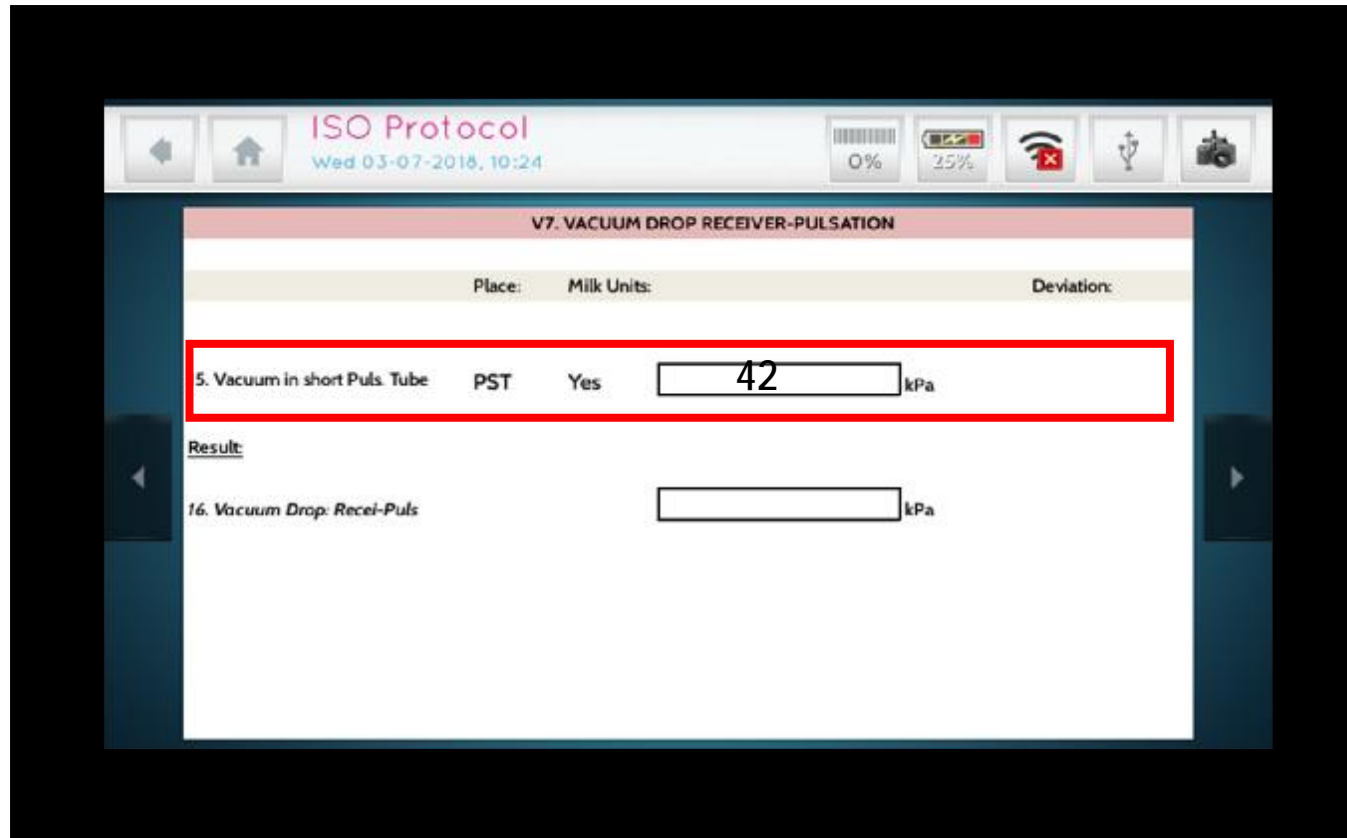 ISO Protocol
Wed 03-07-2018, 10:24
0%
25%
V7. VACUUM DROP RECEIVER-PULSATION
Place: Milk Units: Deviation:
5. Vacuum in short Puls. Tube PST Yes 42 kPa
Result:
16. Vacuum Drop: Recei-Puls kPa